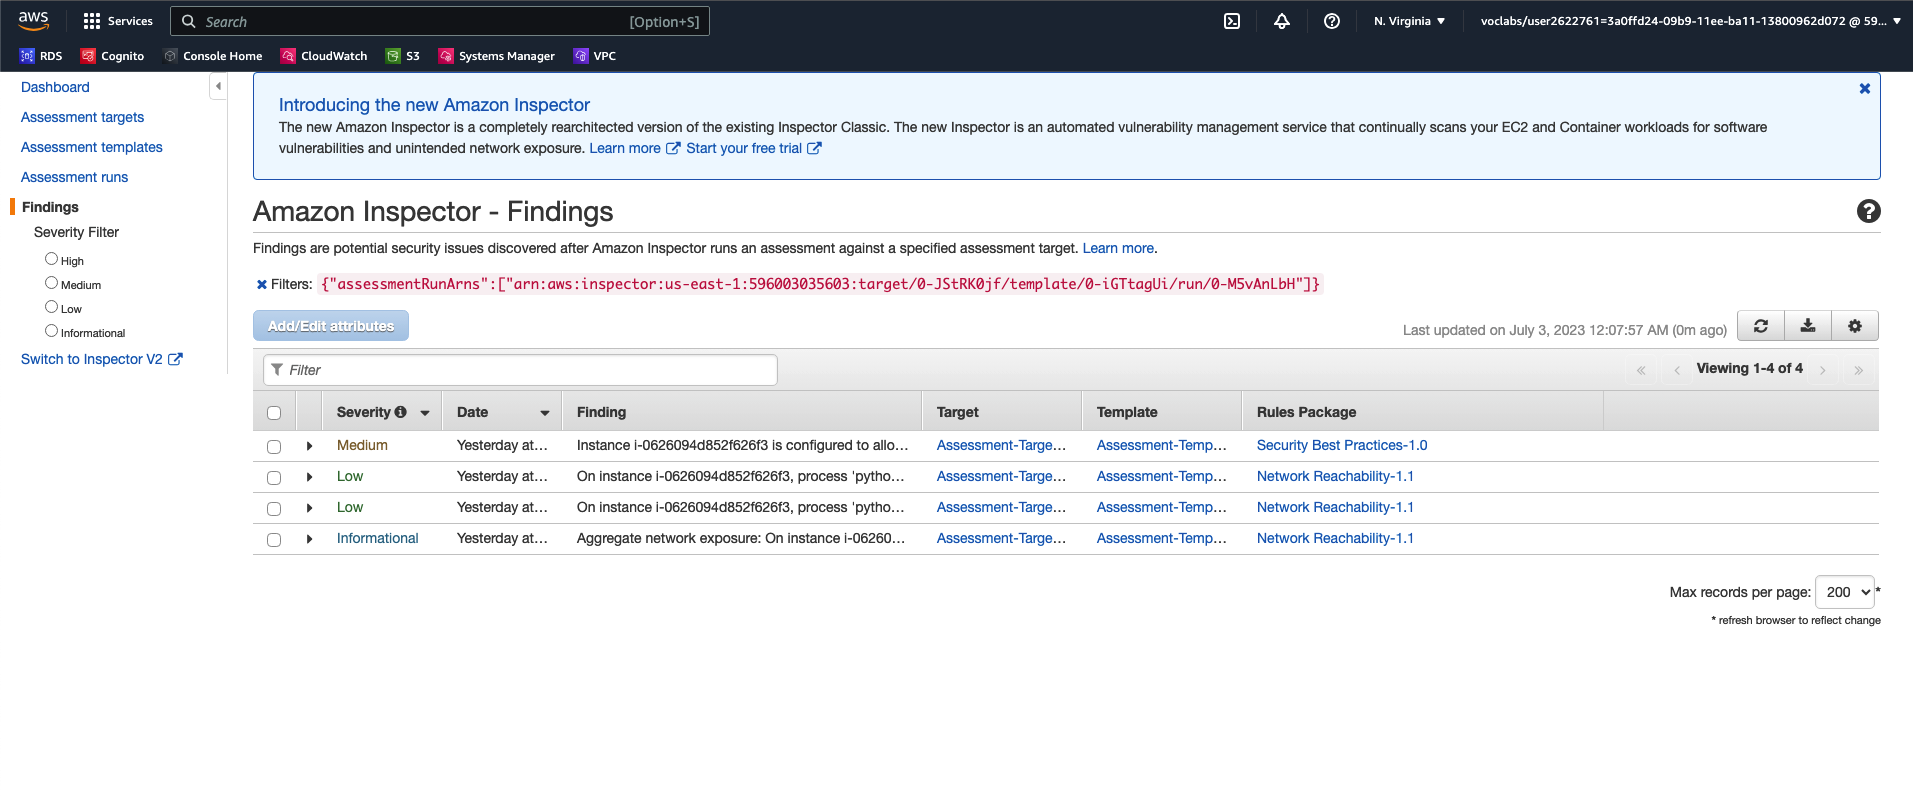 aws
Services
Search
[Option+S]
N. Virginia
voclabs/user2622761=3a0ffd24-09b9-11ee-ba11-13800962d072 @ 59...
RDS
Cognito
Console Home
CloudWatch
S3
Systems Manager
VPC
Dashboard
Assessment targets
Assessment templates
Assessment runs
Findings
Severity Filter
High
Medium
Low
Informational
Switch to Inspector V2
Introducing the new Amazon Inspector
The new Amazon Inspector is a completely rearchitected version of the existing Inspector Classic. The new Inspector is an automated vulnerability management service that continually scans your EC2 and Container workloads for software
vulnerabilities and unintended network exposure. Learn more Start your free trial
Amazon Inspector - Findings
Findings are potential security issues discovered after Amazon Inspector runs an assessment against a specified assessment target. Learn more.
Filters: {"assessmentRunArns":["arn:aws:inspector:us-east-1:596003035603:target/0-JStRK0jf/template/0-iGTtagUi/run/0-M5vAnLbH"]}
Add/Edit attributes
Last updated on July 3, 2023 12:07:57 AM (0m ago)
Filter
« ‹ Viewing 1-4 of 4 › »
Severity Date Finding Target Template Rules Package
Medium Yesterday at... Instance i-0626094d852f626f3 is configured to allo... Assessment-Targe... Assessment-Temp... Security Best Practices-1.0
Low Yesterday at... On instance i-0626094d852f626f3, process 'pytho... Assessment-Targe... Assessment-Temp... Network Reachability-1.1
Low Yesterday at... On instance i-0626094d852f626f3, process 'pytho... Assessment-Targe... Assessment-Temp... Network Reachability-1.1
Informational Yesterday at... Aggregate network exposure: On instance i-06260... Assessment-Targe... Assessment-Temp... Network Reachability-1.1
Max records per page: 200 *
* refresh browser to reflect change